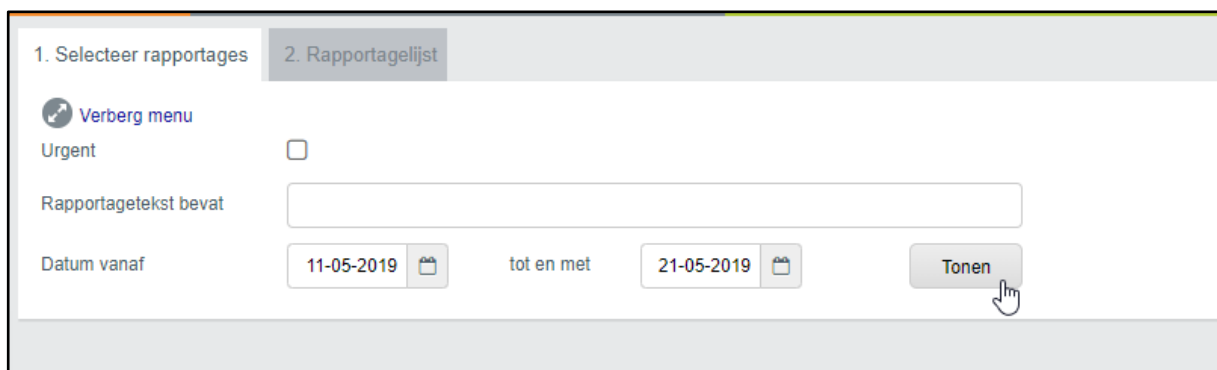 1. Selecteer rapportages 2. Rapportagelijst
Verberg menu
Urgent
Rapportagetekst bevat
Datum vanaf 11-05-2019 tot en met 21-05-2019 Tonen